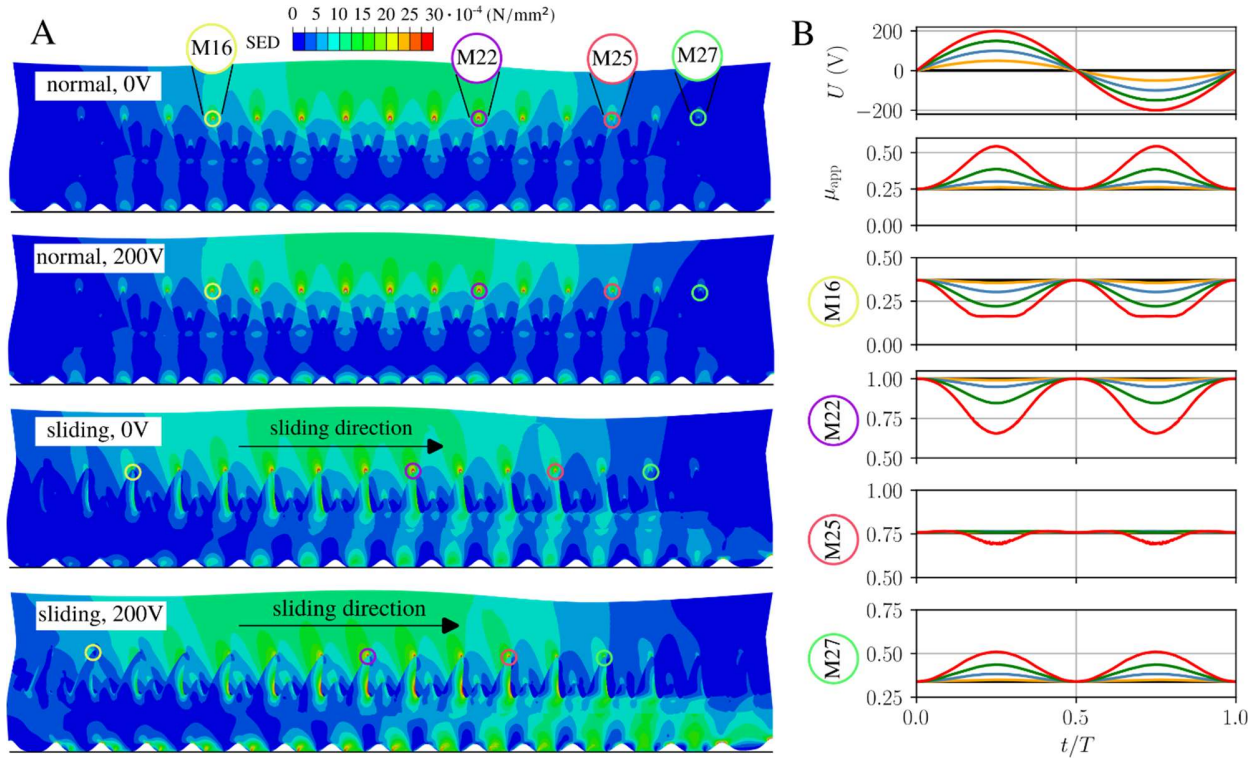 A
SED
0 5 10 15 20 25 30 · 10⁻⁴ (N/mm²)
M16
M22
M25
M27
normal, 0V
normal, 200V
sliding, 0V
sliding direction
sliding, 200V
sliding direction
B
U (V)
200
0
−200
μapp
0.50
0.25
0.00
M16
0.50
0.25
0.00
M22
1.00
0.75
0.50
M25
1.00
0.75
0.50
M27
0.75
0.50
0.25
0.0 0.5 1.0
t/T